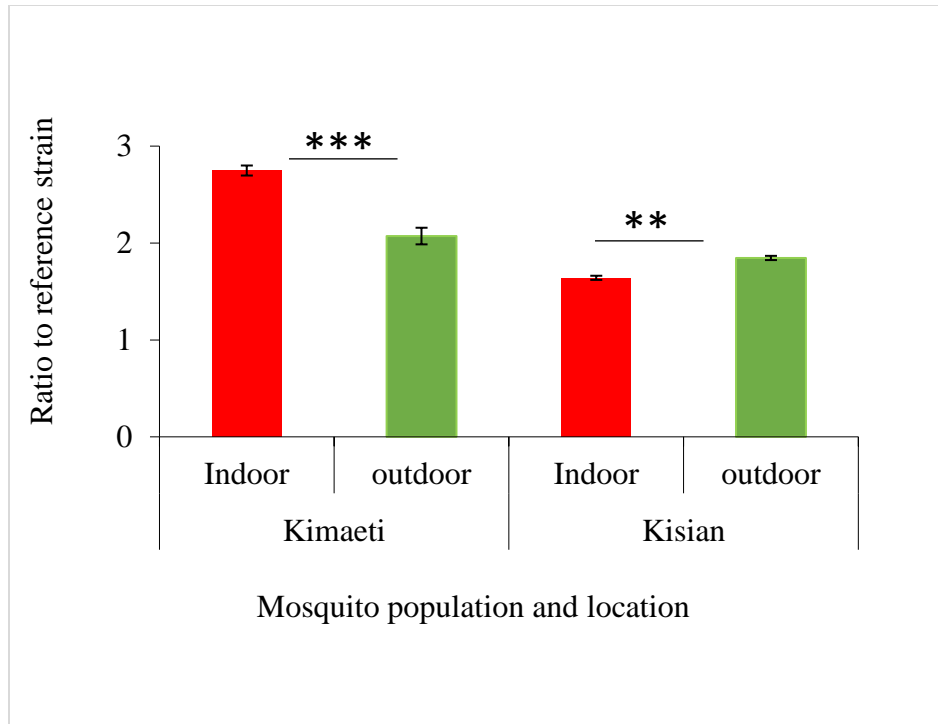 Ratio to reference strain
3
2
1
0
***
**
Indoor
outdoor
Indoor
outdoor
Kimaeti
Kisian
Mosquito population and location